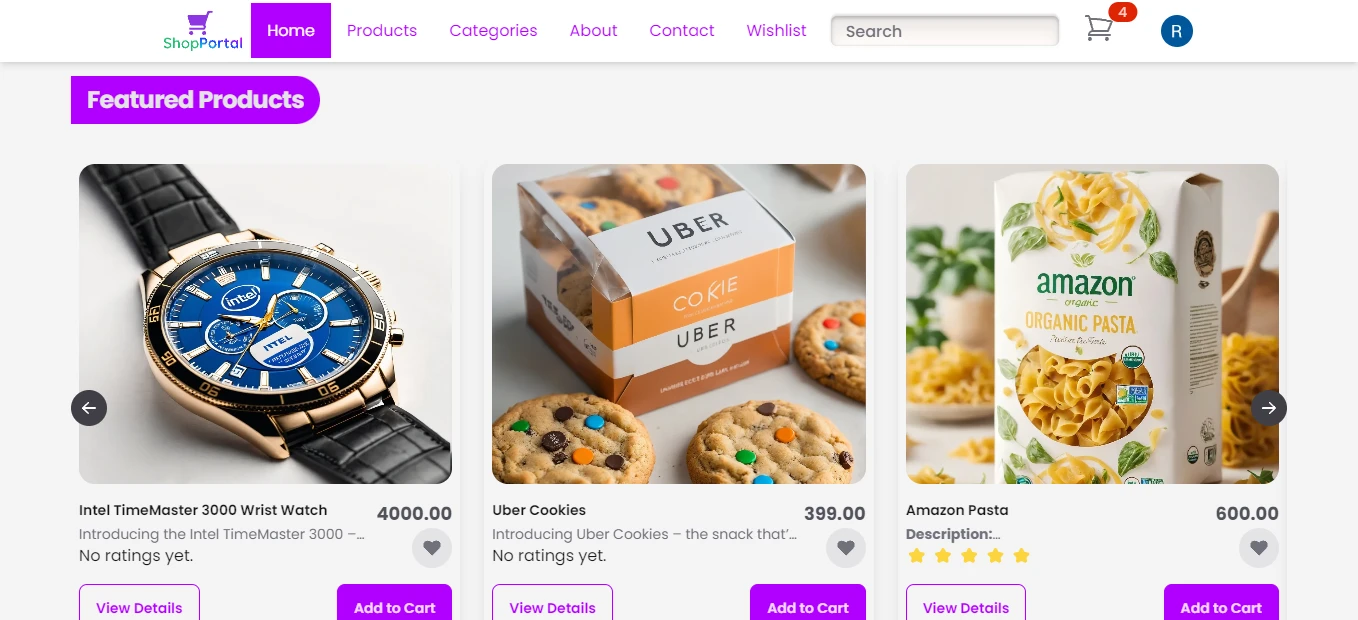 ShopPortal
Home
Products
Categories
About
Contact
Wishlist
Search
4
R
Featured Products
intel
ITEL
UBER
COKIE
UBER
amazon
organic
ORGANIC PASTA
Intel TimeMaster 3000 Wrist Watch
4000.00
Introducing the Intel TimeMaster 3000 –...
No ratings yet.
View Details
Add to Cart
Uber Cookies
399.00
Introducing Uber Cookies – the snack that'...
No ratings yet.
View Details
Add to Cart
Amazon Pasta
600.00
Description:...
View Details
Add to Cart